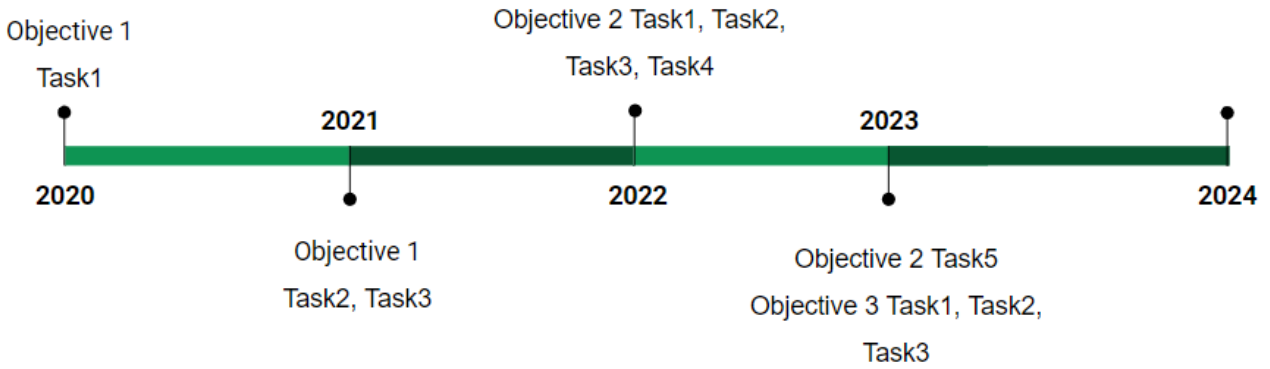 Objective 1
Task1
Objective 2 Task1, Task2,
Task3, Task4
2021
2023
2020
2022
2024
Objective 1
Task2, Task3
Objective 2 Task5
Objective 3 Task1, Task2,
Task3